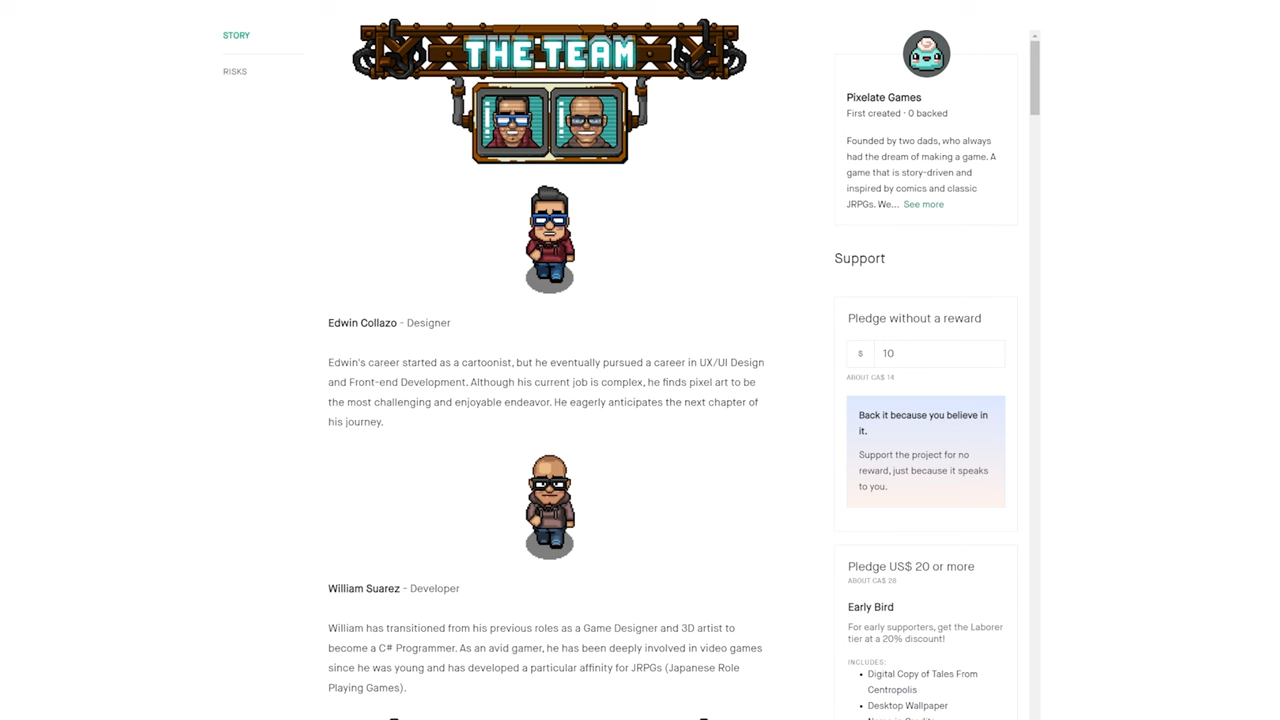 STORY
RISKS
THE TEAM
Edwin Collazo - Designer
Edwin's career started as a cartoonist, but he eventually pursued a career in UX/UI Design
and Front-end Development. Although his current job is complex, he finds pixel art to be
the most challenging and enjoyable endeavor. He eagerly anticipates the next chapter of
his journey.
William Suarez - Developer
William has transitioned from his previous roles as a Game Designer and 3D artist to
become a C# Programmer. As an avid gamer, he has been deeply involved in video games
since he was young and has developed a particular affinity for JRPGs (Japanese Role
Playing Games).
Pixelate Games
First created · 0 backed
Founded by two dads, who always
had the dream of making a game. A
game that is story-driven and
inspired by comics and classic
JRPGs. We... See more
Support
Pledge without a reward
$ 10
ABOUT CA$ 14
Back it because you believe in
it.
Support the project for no
reward, just because it speaks
to you.
Pledge US$ 20 or more
ABOUT CA$ 28
Early Bird
For early supporters, get the Laborer
tier at a 20% discount!
INCLUDES:
• Digital Copy of Tales From
Centropolis
• Desktop Wallpaper